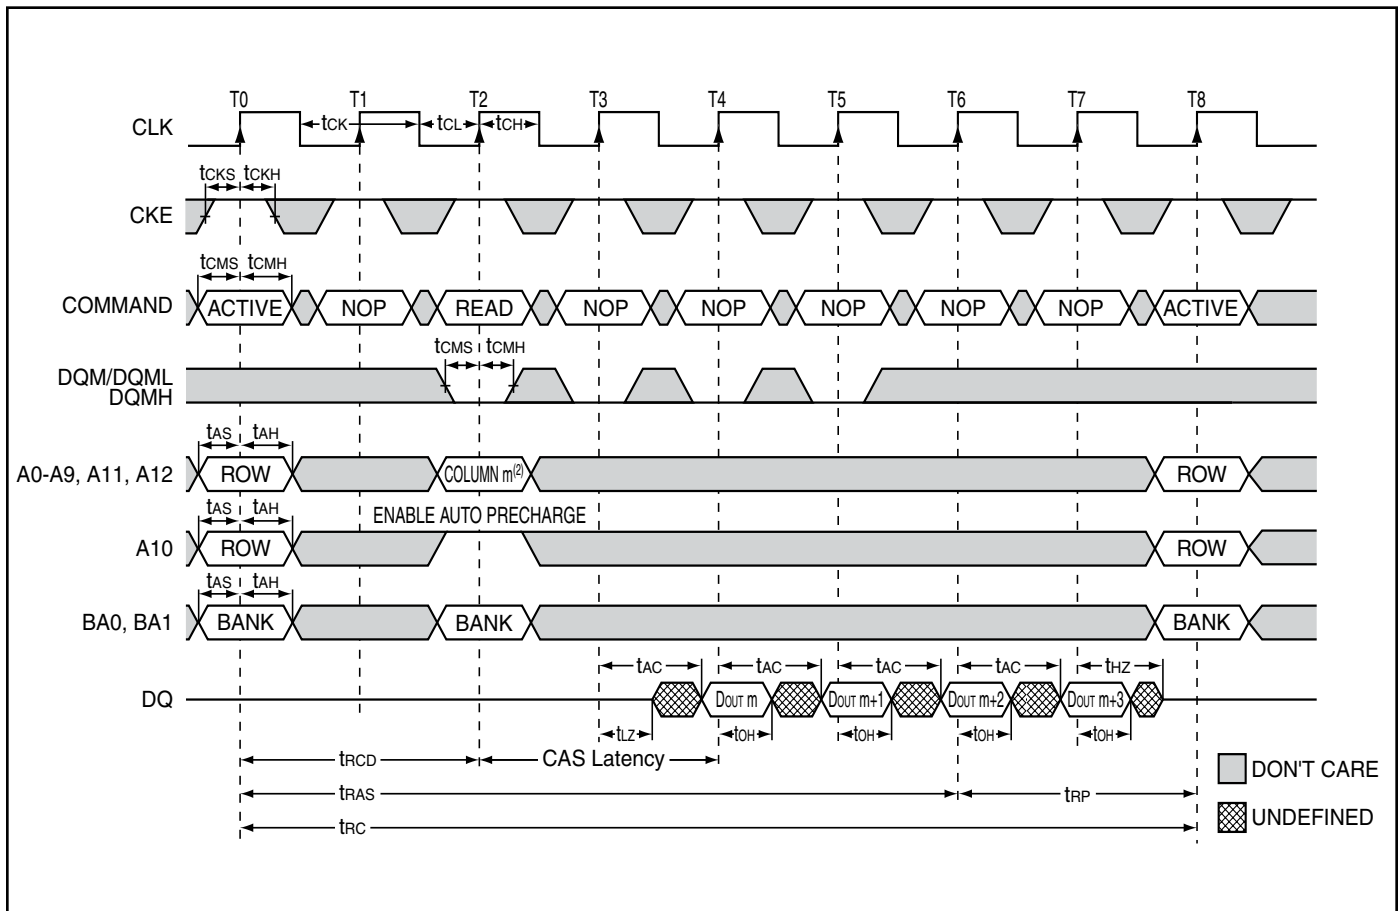 T0 T1 T2 T3 T4 T5 T6 T7 T8
CLK tCK tCL tCH
tCKS tCKH
CKE
tCMS tCMH
COMMAND ACTIVE NOP READ NOP NOP NOP NOP NOP ACTIVE
tCMS tCMH
DQM/DQML
DQMH
tAS tAH
A0-A9, A11, A12 ROW COLUMN m(2) ROW
tAS tAH ENABLE AUTO PRECHARGE
A10 ROW ROW
tAS tAH
BA0, BA1 BANK BANK BANK
tAC tAC tAC tAC tHZ
DQ DOUT m DOUT m+1 DOUT m+2 DOUT m+3
tLZ tOH tOH tOH tOH
tRCD CAS Latency
DON'T CARE
tRAS tRP
UNDEFINED
tRC